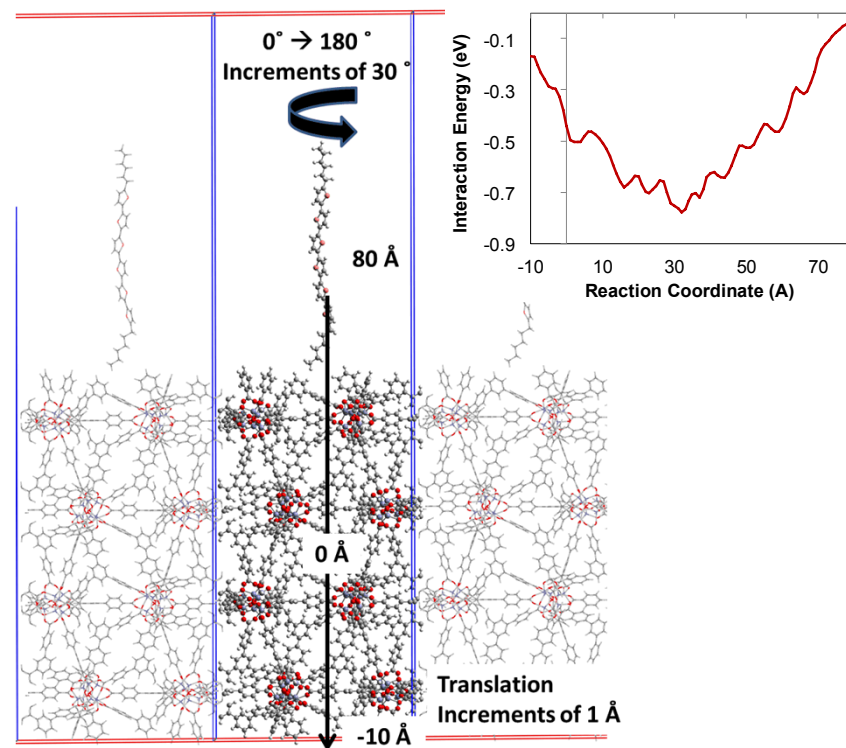 0˚ → 180 ˚
Increments of 30 ˚
80 Å
0 Å
-10 Å
Translation
Increments of 1 Å
Interaction Energy (eV)
-0.1
-0.3
-0.5
-0.7
-0.9
-10 10 30 50 70
Reaction Coordinate (A)